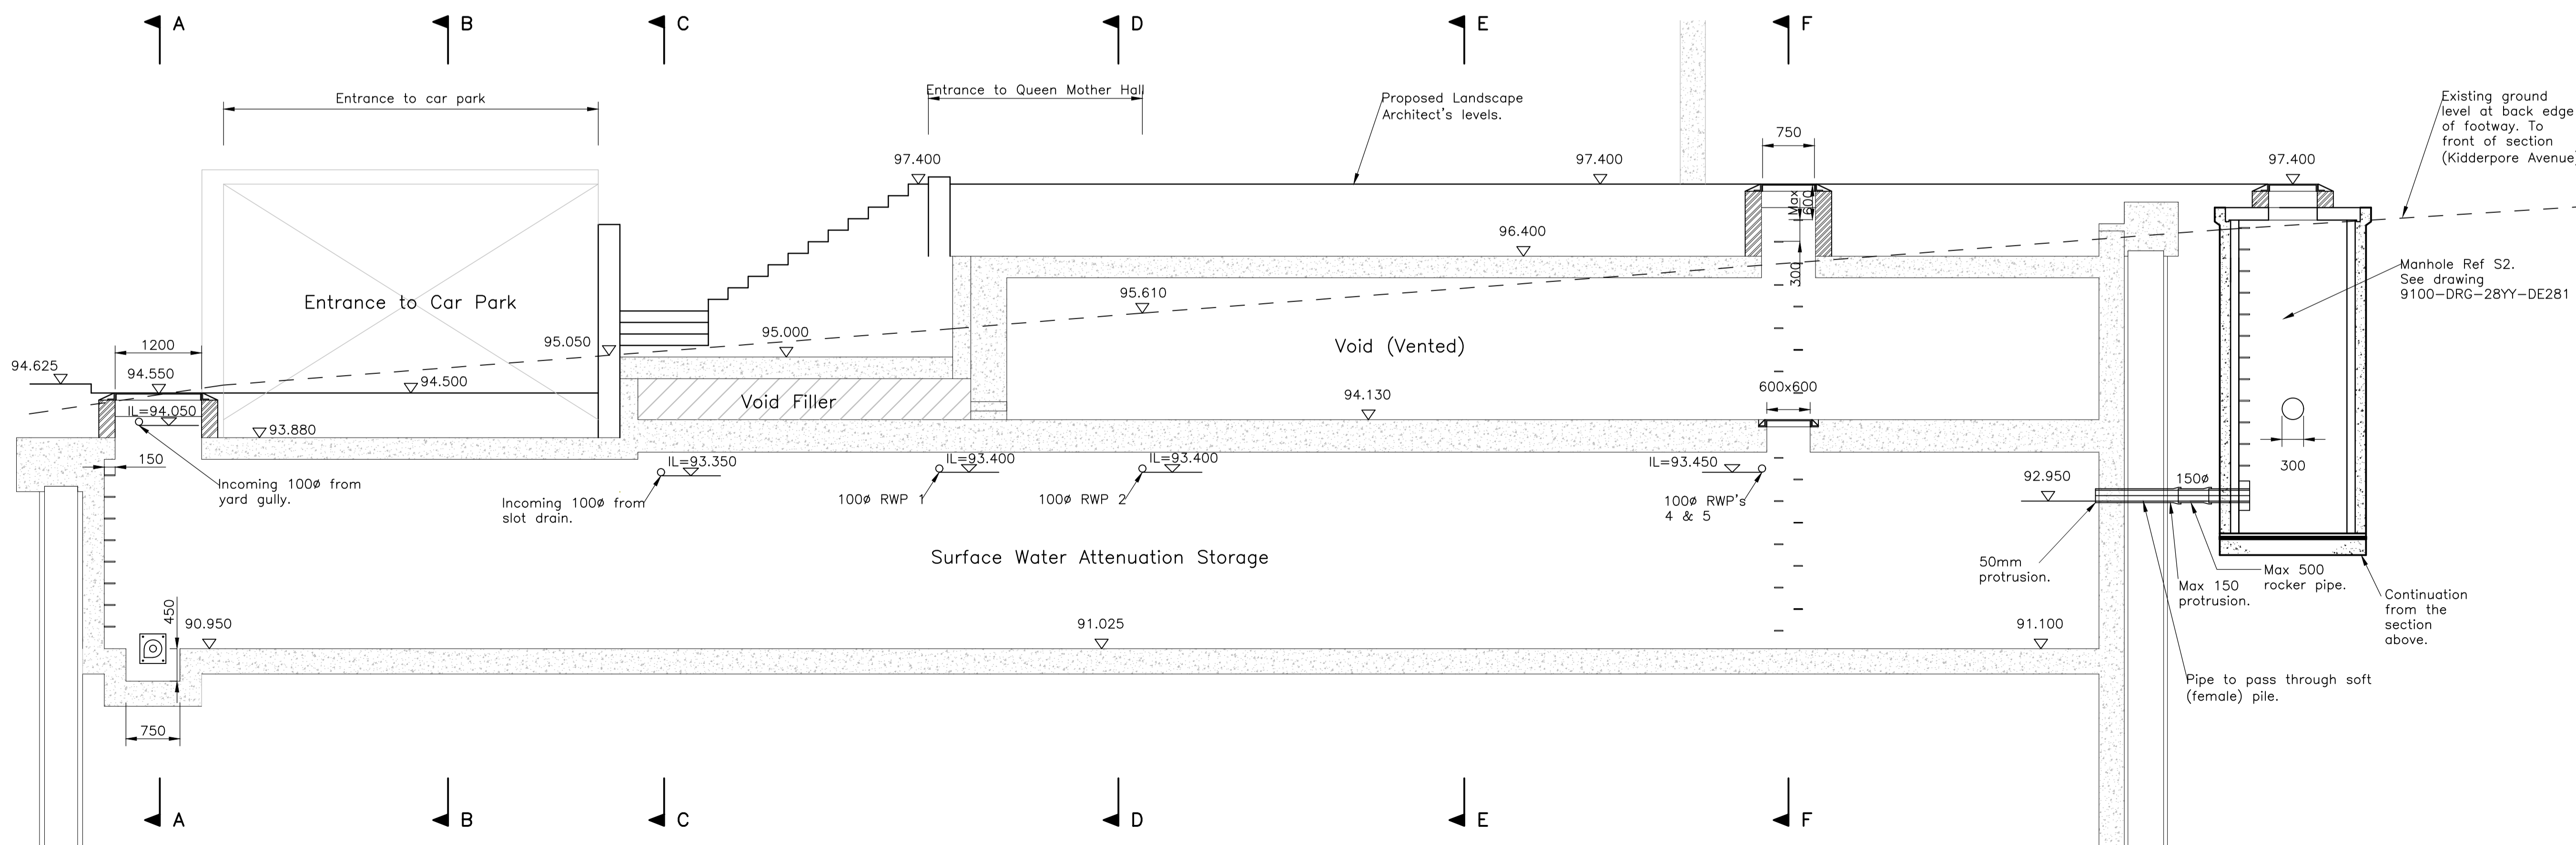 A
B
C
D
E
F
Entrance to car park
Entrance to Queen Mother Hall
Proposed Landscape
Architect's levels.
750
Existing ground
level at back edge
of footway. To
front of section
(Kidderpore Avenue)
97.400
97.400
97.400
Max
600
96.400
300
Entrance to Car Park
95.610
95.000
95.050
Void (Vented)
Manhole Ref S2.
See drawing
9100-DRG-28YY-DE281
1200
94.625
94.550
94.500
IL=94.050
93.880
Void Filler
94.130
600x600
150
Incoming 100ø from
yard gully.
IL=93.350
Incoming 100ø from
slot drain.
IL=93.400
100ø RWP 1
IL=93.400
100ø RWP 2
IL=93.450
100ø RWP's
4 & 5
92.950
150ø
300
Surface Water Attenuation Storage
50mm
protrusion.
Max 150
protrusion.
Max 500
rocker pipe.
Continuation
from the
section
above.
450
90.950
91.025
91.100
Pipe to pass through soft
(female) pile.
750
A
B
C
D
E
F